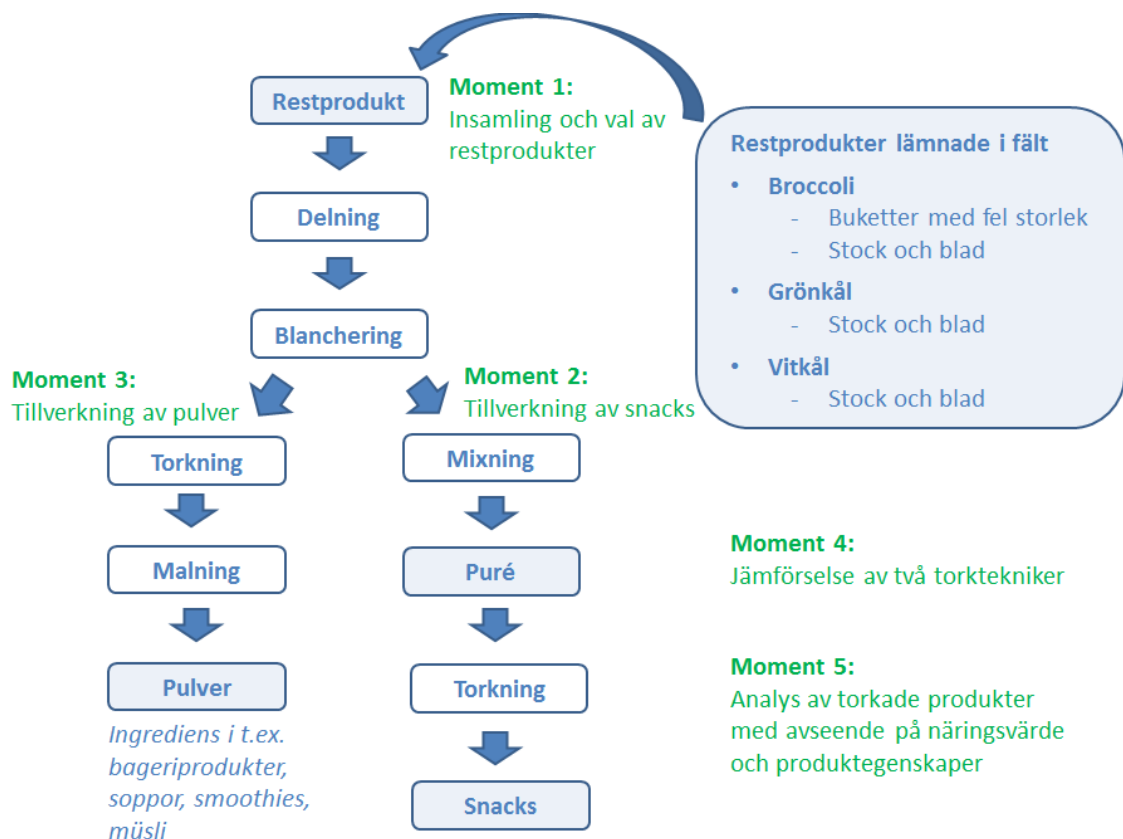 Restprodukt
Moment 1:
Insamling och val av
restprodukter
Restprodukter lämnade i fält
• Broccoli
- Buketter med fel storlek
- Stock och blad
• Grönkål
- Stock och blad
• Vitkål
- Stock och blad
Delning
Blanchering
Moment 3:
Tillverkning av pulver
Moment 2:
Tillverkning av snacks
Torkning
Malning
Pulver
Ingrediens i t.ex.
bageriprodukter,
soppor, smoothies,
müsli
Mixning
Puré
Torkning
Snacks
Moment 4:
Jämförselse av två torktekniker
Moment 5:
Analys av torkade produkter
med avseende på näringsvärde
och produktegenskaper